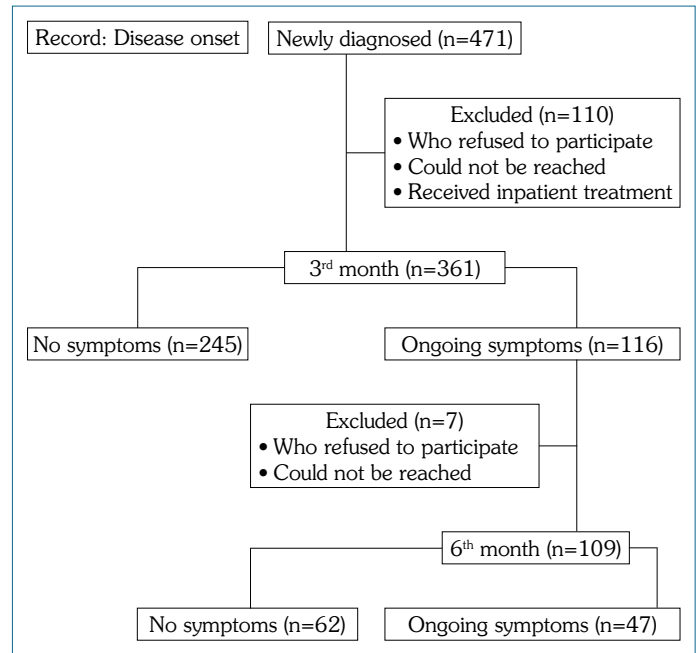 Record: Disease onset
Newly diagnosed (n=471)
Excluded (n=110)
• Who refused to participate
• Could not be reached
• Received inpatient treatment
3rd month (n=361)
No symptoms (n=245)
Ongoing symptoms (n=116)
Excluded (n=7)
• Who refused to participate
• Could not be reached
6th month (n=109)
No symptoms (n=62)
Ongoing symptoms (n=47)